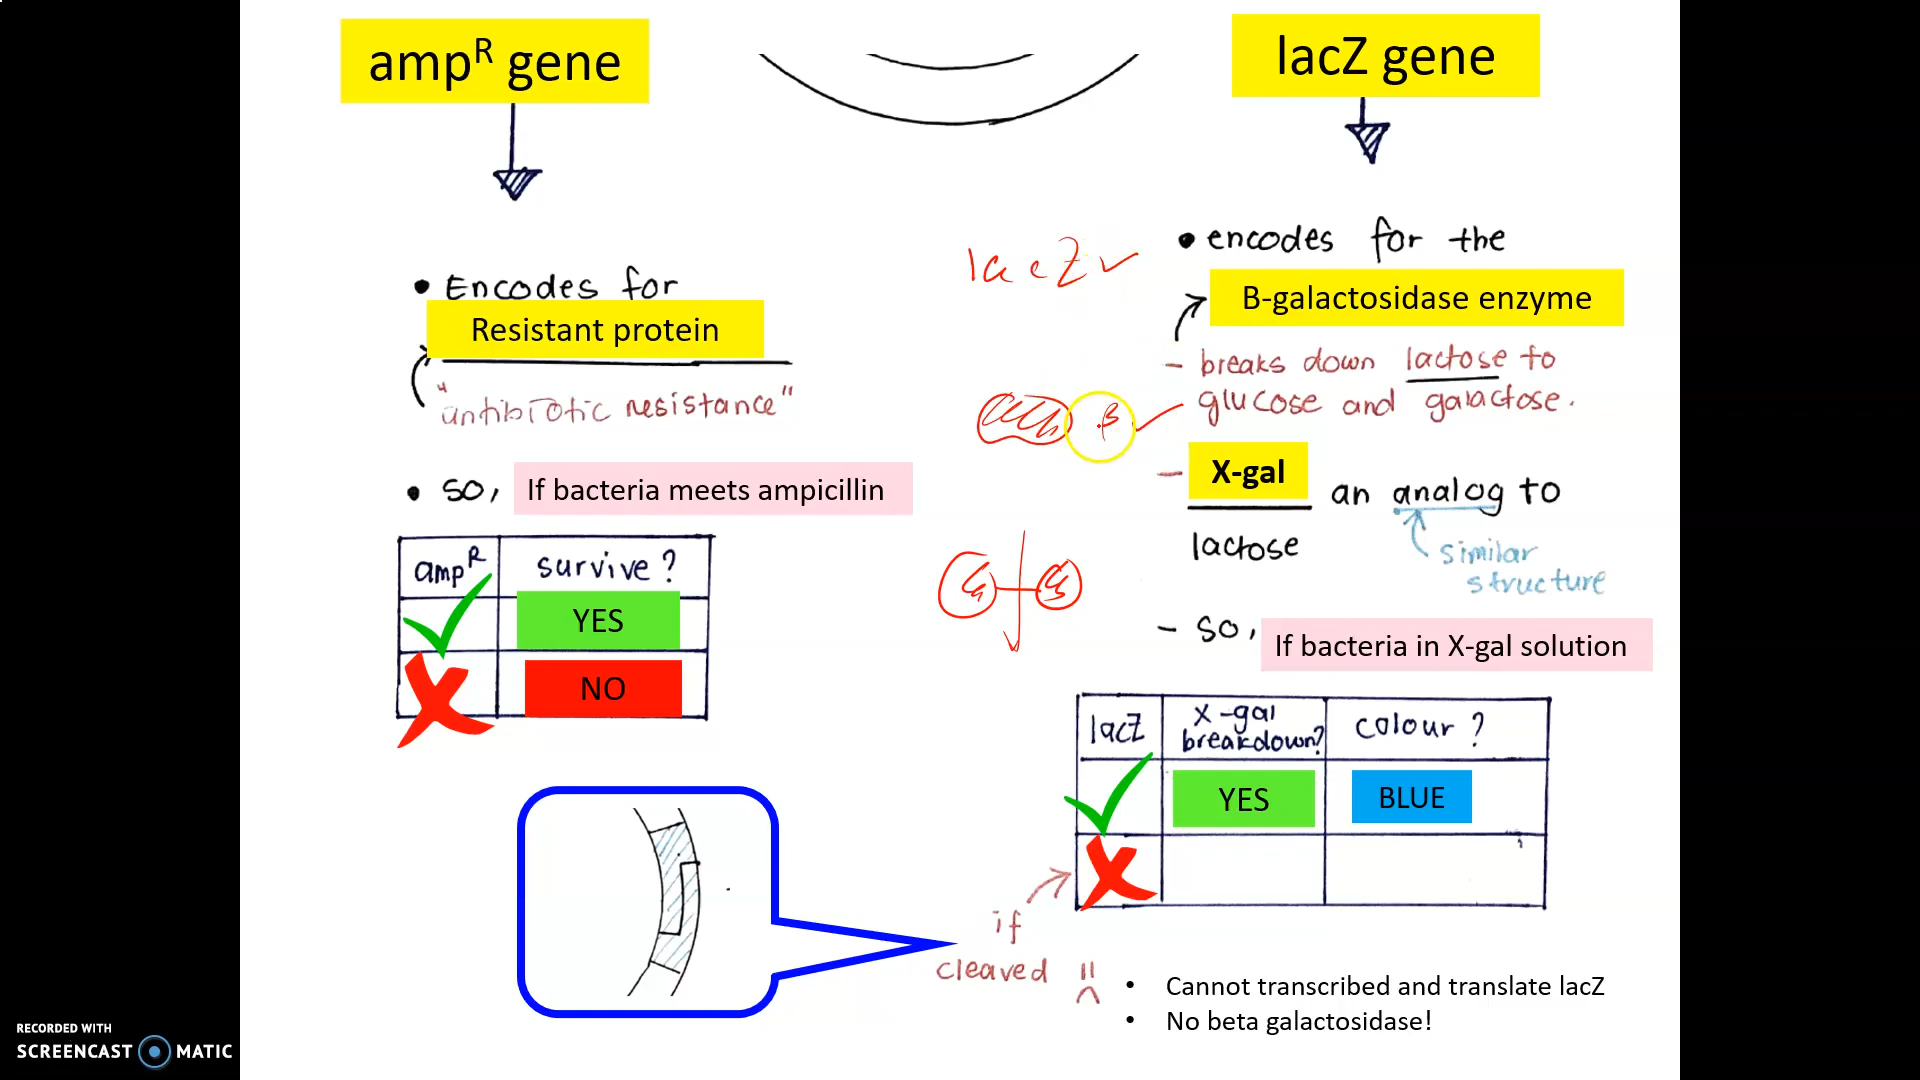 ampᴿ gene
• Encodes for
Resistant protein
"antibiotic resistance"
• so, If bacteria meets ampicillin
ampᴿ survive?
YES
NO
lacZ gene
lacZ
• encodes for the
B-galactosidase enzyme
- breaks down lactose to
glucose and galactose.
β
- X-gal an analog to
lactose
similar
structure
G G
- so, If bacteria in X-gal solution
lacZ X-gal breakdown? colour?
YES BLUE
if
cleaved
• Cannot transcribed and translate lacZ
• No beta galactosidase!
RECORDED WITH
SCREENCAST MATIC